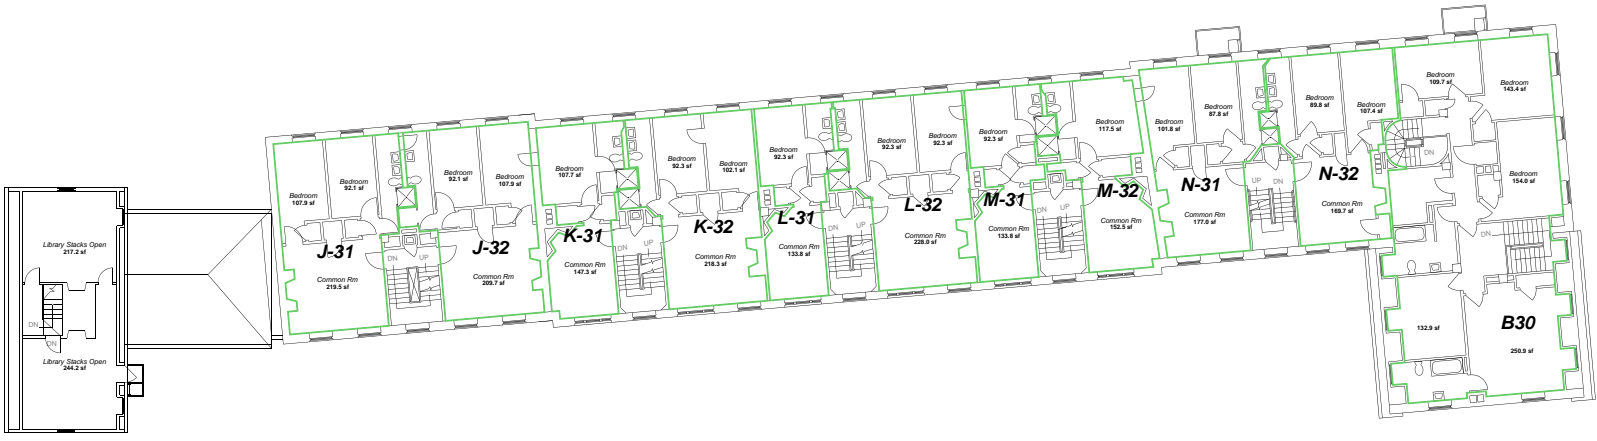 Library Stacks Open
217.2 sf
DN
DN
Library Stacks Open
244.2 sf
Bedroom
107.9 sf
Bedroom
92.1 sf
J-31
Common Rm
219.5 sf
DN
UP
Bedroom
92.1 sf
Bedroom
107.9 sf
J-32
Common Rm
209.7 sf
Bedroom
107.7 sf
K-31
Common Rm
147.3 sf
DN
UP
Bedroom
92.3 sf
Bedroom
102.1 sf
K-32
Common Rm
218.3 sf
Bedroom
92.3 sf
L-31
Common Rm
133.8 sf
DN
UP
Bedroom
92.3 sf
Bedroom
92.3 sf
L-32
Common Rm
228.0 sf
Bedroom
92.3 sf
M-31
Common Rm
133.8 sf
DN
UP
Bedroom
117.5 sf
M-32
Common Rm
152.5 sf
Bedroom
101.8 sf
Bedroom
87.8 sf
N-31
Common Rm
177.0 sf
UP
DN
Bedroom
89.8 sf
Bedroom
107.4 sf
N-32
Common Rm
169.7 sf
Bedroom
109.7 sf
Bedroom
143.4 sf
DN
Bedroom
154.0 sf
DN
132.9 sf
B30
250.9 sf